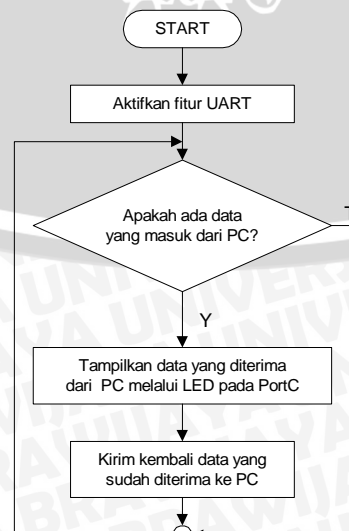 START
Aktifkan fitur UART
Apakah ada data
yang masuk dari PC?
Y
Tampilkan data yang diterima
dari PC melalui LED pada PortC
Kirim kembali data yang
sudah diterima ke PC